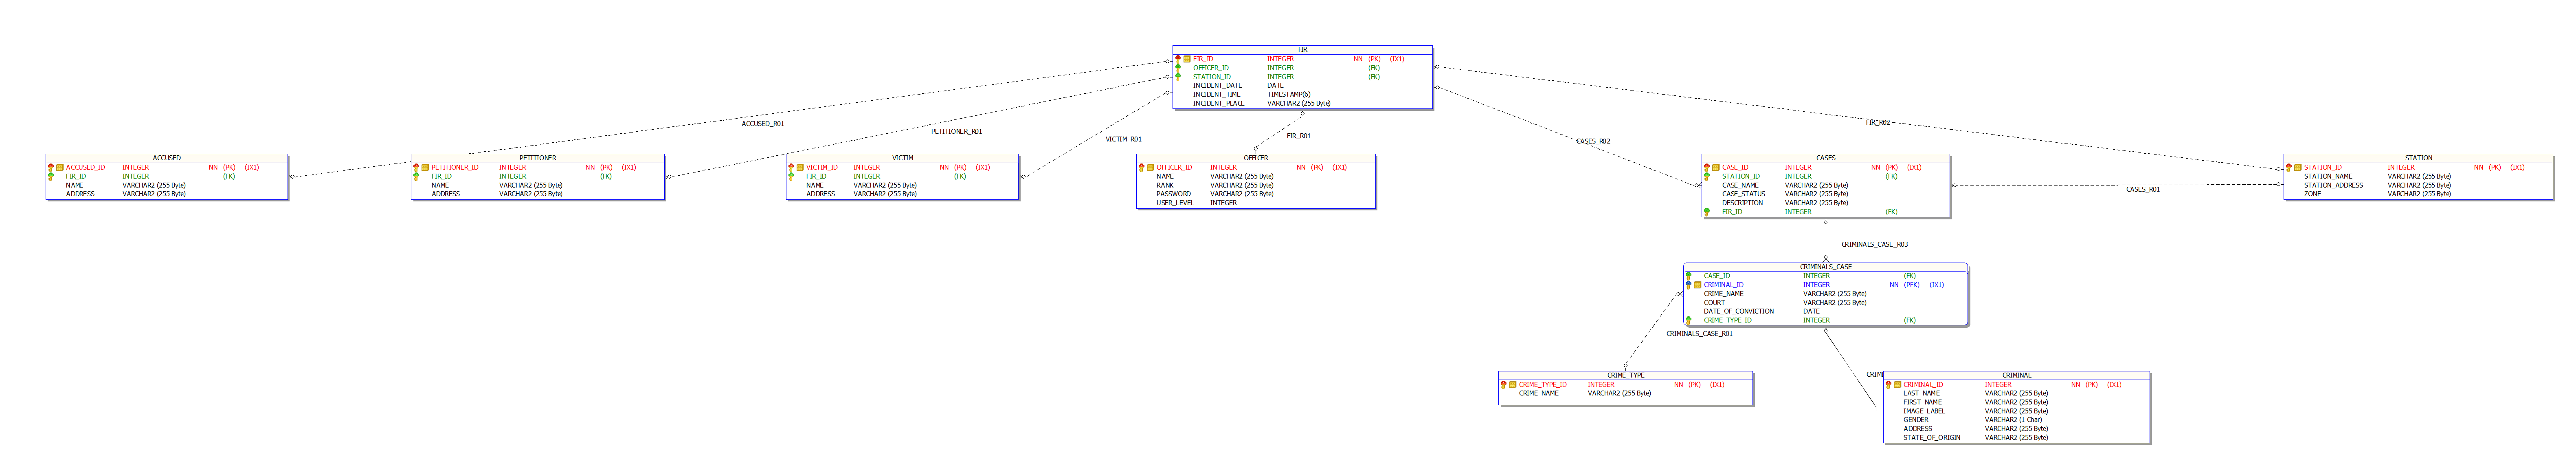 FIR
FIR_ID INTEGER NN (PK) (IX1)
OFFICER_ID INTEGER (FK)
STATION_ID INTEGER (FK)
INCIDENT_DATE DATE
INCIDENT_TIME TIMESTAMP(6)
INCIDENT_PLACE VARCHAR2 (255 Byte)
ACCUSED_R01
PETITIONER_R01
VICTIM_R01
FIR_R01
CASES_R02
FIR_R02
ACCUSED
ACCUSED_ID INTEGER NN (PK) (IX1)
FIR_ID INTEGER (FK)
NAME VARCHAR2 (255 Byte)
ADDRESS VARCHAR2 (255 Byte)
PETITIONER
PETITIONER_ID INTEGER NN (PK) (IX1)
FIR_ID INTEGER (FK)
NAME VARCHAR2 (255 Byte)
ADDRESS VARCHAR2 (255 Byte)
VICTIM
VICTIM_ID INTEGER NN (PK) (IX1)
FIR_ID INTEGER (FK)
NAME VARCHAR2 (255 Byte)
ADDRESS VARCHAR2 (255 Byte)
OFFICER
OFFICER_ID INTEGER NN (PK) (IX1)
NAME VARCHAR2 (255 Byte)
RANK VARCHAR2 (255 Byte)
PASSWORD VARCHAR2 (255 Byte)
USER_LEVEL INTEGER
CASES
CASE_ID INTEGER NN (PK) (IX1)
STATION_ID INTEGER (FK)
CASE_NAME VARCHAR2 (255 Byte)
CASE_STATUS VARCHAR2 (255 Byte)
DESCRIPTION VARCHAR2 (255 Byte)
FIR_ID INTEGER (FK)
CASES_R01
STATION
STATION_ID INTEGER NN (PK) (IX1)
STATION_NAME VARCHAR2 (255 Byte)
STATION_ADDRESS VARCHAR2 (255 Byte)
ZONE VARCHAR2 (255 Byte)
CRIMINALS_CASE_R03
CRIMINALS_CASE
CASE_ID INTEGER (FK)
CRIMINAL_ID INTEGER NN (PFK) (IX1)
CRIME_NAME VARCHAR2 (255 Byte)
COURT VARCHAR2 (255 Byte)
DATE_OF_CONVICTION DATE
CRIME_TYPE_ID INTEGER (FK)
CRIMINALS_CASE_R01
CRIME_TYPE
CRIME_TYPE_ID INTEGER NN (PK) (IX1)
CRIME_NAME VARCHAR2 (255 Byte)
CRIMINAL
CRIMINAL_ID INTEGER NN (PK) (IX1)
LAST_NAME VARCHAR2 (255 Byte)
FIRST_NAME VARCHAR2 (255 Byte)
IMAGE_LABEL VARCHAR2 (255 Byte)
GENDER VARCHAR2 (1 Char)
ADDRESS VARCHAR2 (255 Byte)
STATE_OF_ORIGIN VARCHAR2 (255 Byte)